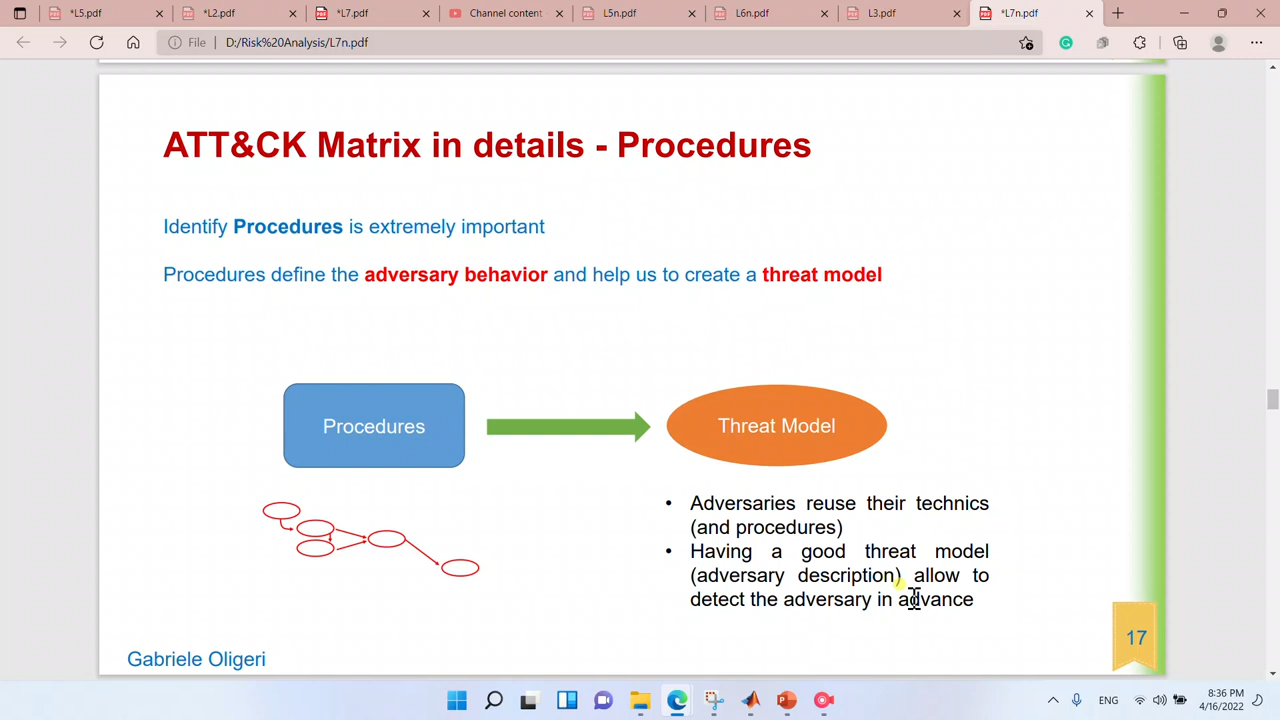 *L5.pdf
*L2.pdf
*L7.pdf
Channel content
L5n.pdf
L6n.pdf
L3.pdf
*L7n.pdf
File
D:/Risk%20Analysis/L7n.pdf
ATT&CK Matrix in details - Procedures
Identify Procedures is extremely important
Procedures define the adversary behavior and help us to create a threat model
Procedures
Threat Model
• Adversaries reuse their technics
(and procedures)
• Having a good threat model
(adversary description) allow to
detect the adversary in advance
17
Gabriele Oligeri
ENG
8:36 PM
4/16/2022